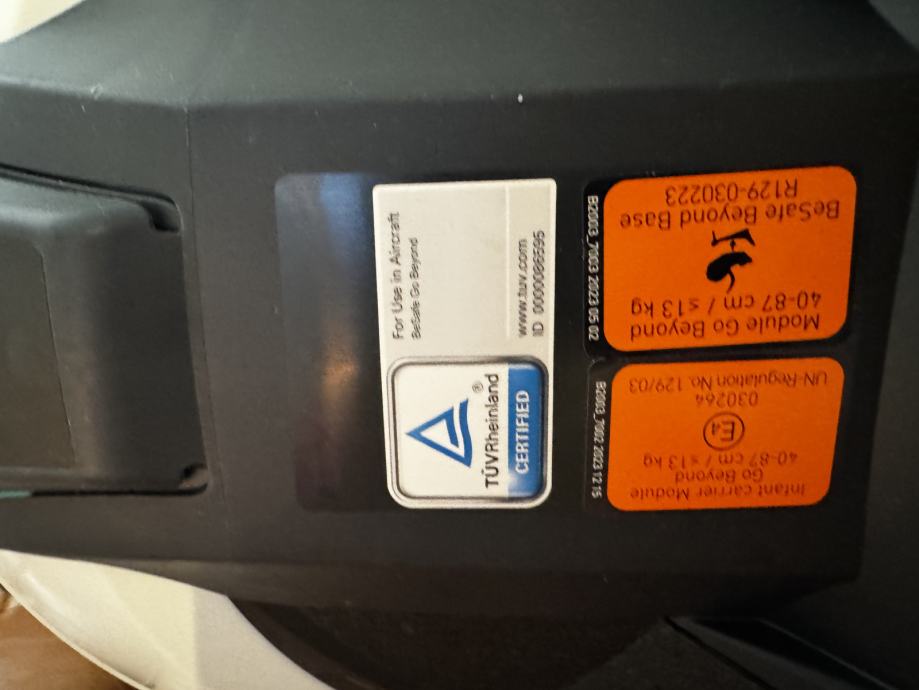 For Use in Aircraft
BeSafe Go Beyond
www.tuv.com
ID 0000086595
TÜVRheinland®
CERTIFIED
B2003_7003 2023 05 02
Module Go Beyond
40-87 cm / ≤13 kg
BeSafe Beyond Base
R129-030223
B2003_7002 2023 12 15
Infant carrier Module
Go Beyond
40-87 cm / ≤13 kg
E4
030264
UN-Regulation No. 129/03